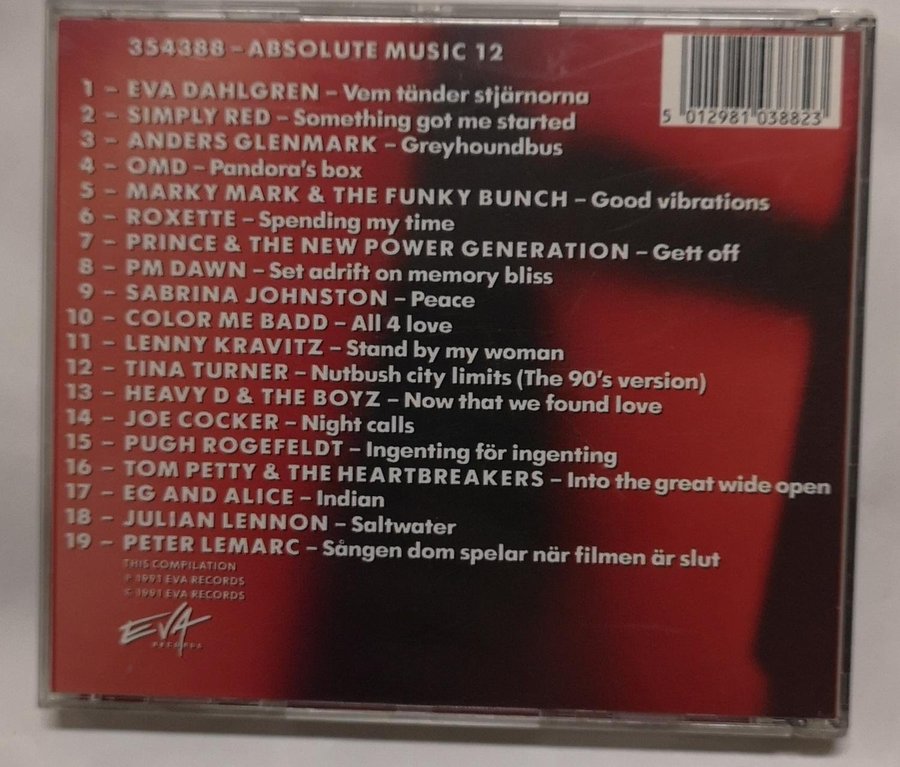 354388 – ABSOLUTE MUSIC 12
5 012981 038823
1 – EVA DAHLGREN – Vem tänder stjärnorna
2 – SIMPLY RED – Something got me started
3 – ANDERS GLENMARK – Greyhoundbus
4 – OMD – Pandora's box
5 – MARKY MARK & THE FUNKY BUNCH – Good vibrations
6 – ROXETTE – Spending my time
7 – PRINCE & THE NEW POWER GENERATION – Gett off
8 – PM DAWN – Set adrift on memory bliss
9 – SABRINA JOHNSTON – Peace
10 – COLOR ME BADD – All 4 love
11 – LENNY KRAVITZ – Stand by my woman
12 – TINA TURNER – Nutbush city limits (The 90's version)
13 – HEAVY D & THE BOYZ – Now that we found love
14 – JOE COCKER – Night calls
15 – PUGH ROGEFELDT – Ingenting för ingenting
16 – TOM PETTY & THE HEARTBREAKERS – Into the great wide open
17 – EG AND ALICE – Indian
18 – JULIAN LENNON – Saltwater
19 – PETER LEMARC – Sången dom spelar när filmen är slut
THIS COMPILATION
℗ 1991 EVA RECORDS
© 1991 EVA RECORDS
EVA
RECORDS